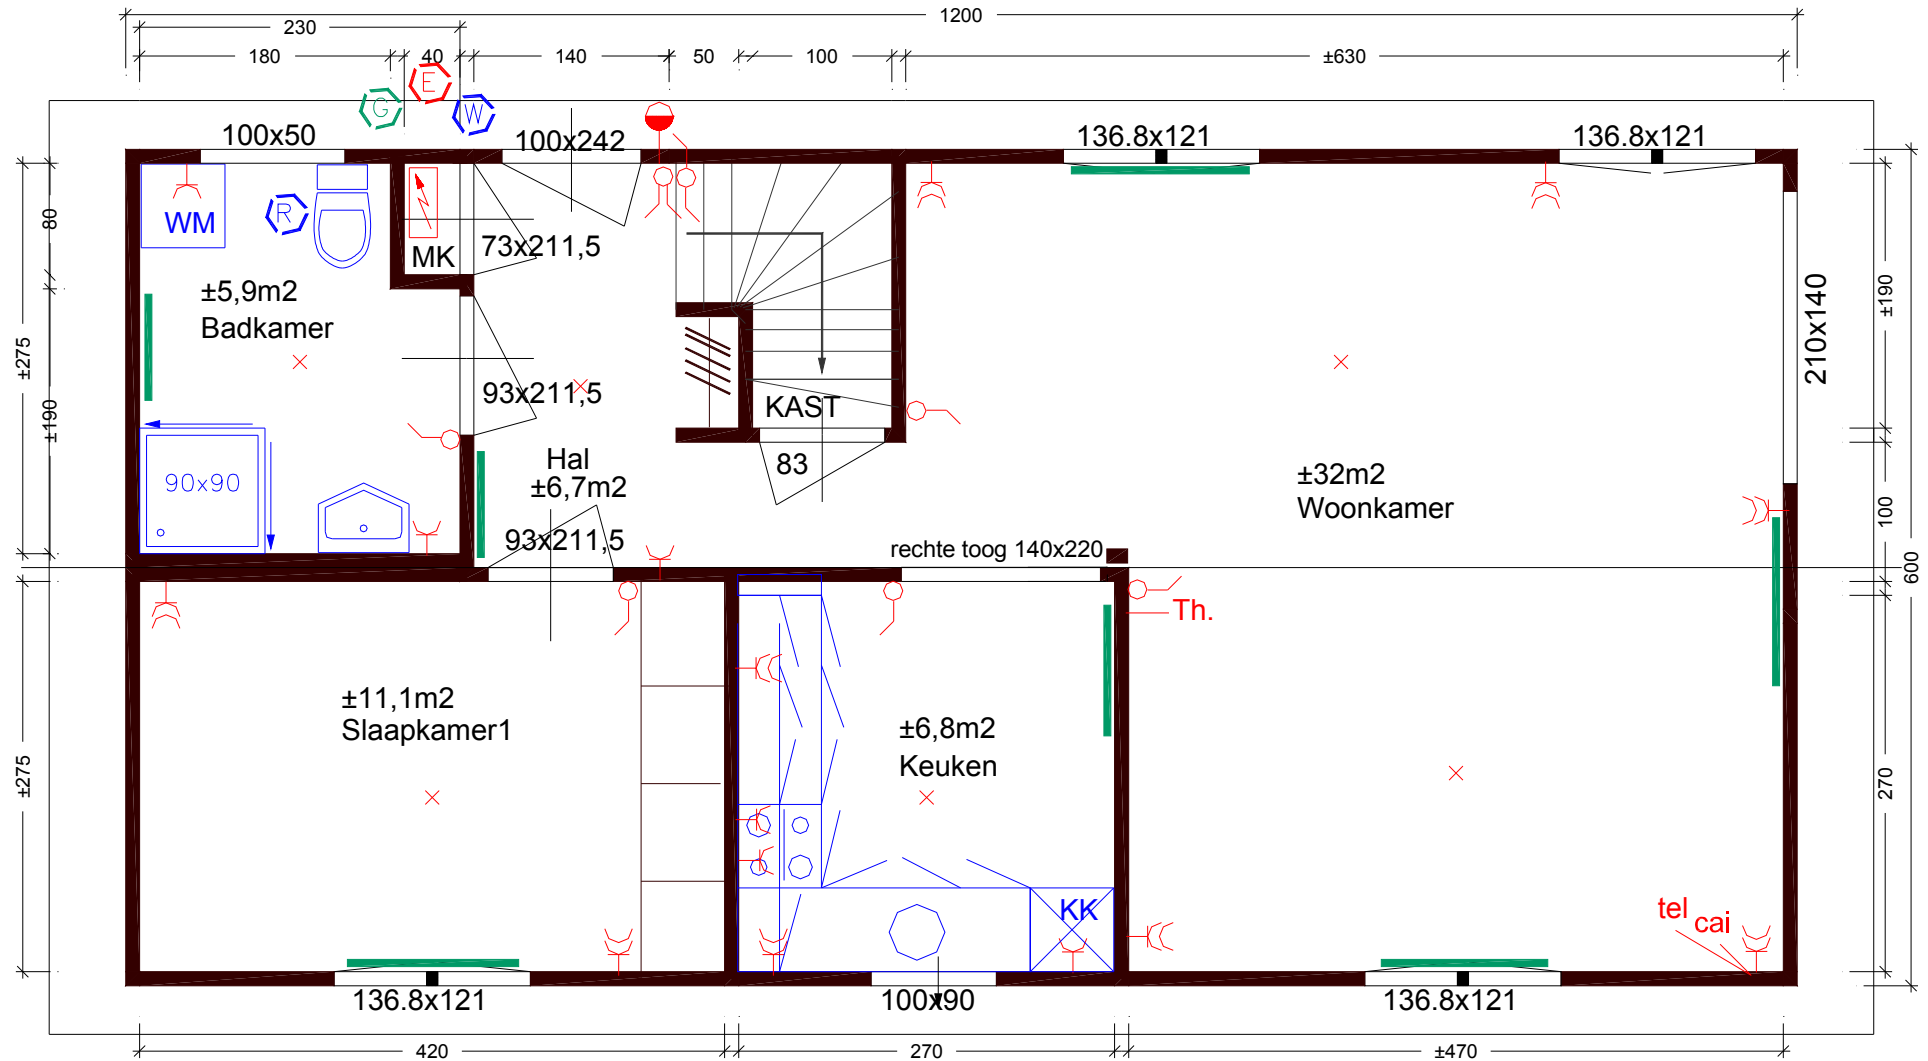 1200
230
180
40
140
50
100
±630
G
E
W
100x50
100x242
136.8x121
136.8x121
WM
R
MK
73x211,5
80
±275
±190
±5,9m2
Badkamer
93x211,5
KAST
83
90x90
Hal
±6,7m2
93x211,5
rechte toog 140x220
±32m2
Woonkamer
210x140
±190
100
600
Th.
±11,1m2
Slaapkamer1
±6,8m2
Keuken
±275
270
KK
tel
cai
136.8x121
100x90
136.8x121
420
270
±470